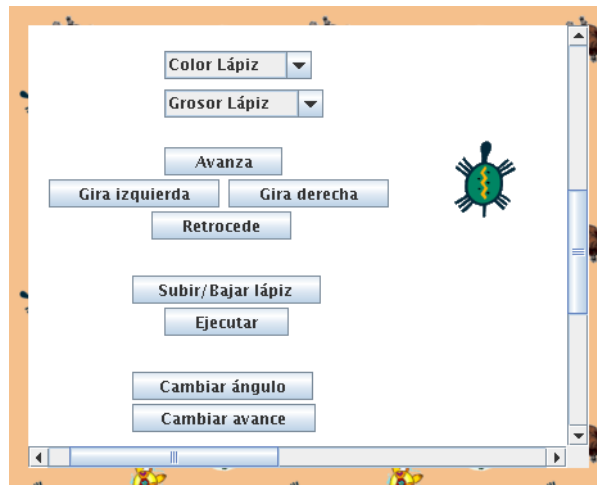 Color Lápiz
Grosor Lápiz
Avanza
Gira izquierda Gira derecha
Retrocede
Subir/Bajar lápiz
Ejecutar
Cambiar ángulo
Cambiar avance